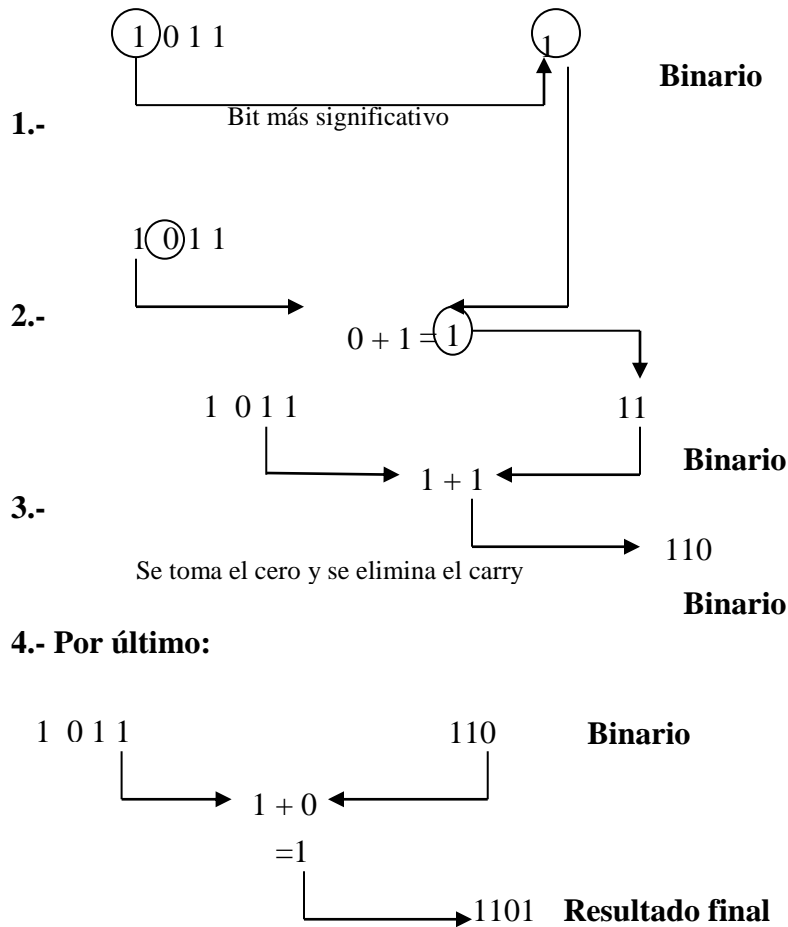 1 0 1 1 1
Binario
Bit más significativo
1.-
1 0 1 1
2.-
0 + 1 = 1
1 0 1 1 11
Binario
1 + 1
3.-
110
Se toma el cero y se elimina el carry
Binario
4.- Por último:
1 0 1 1 110 Binario
1 + 0
=1
1101 Resultado final